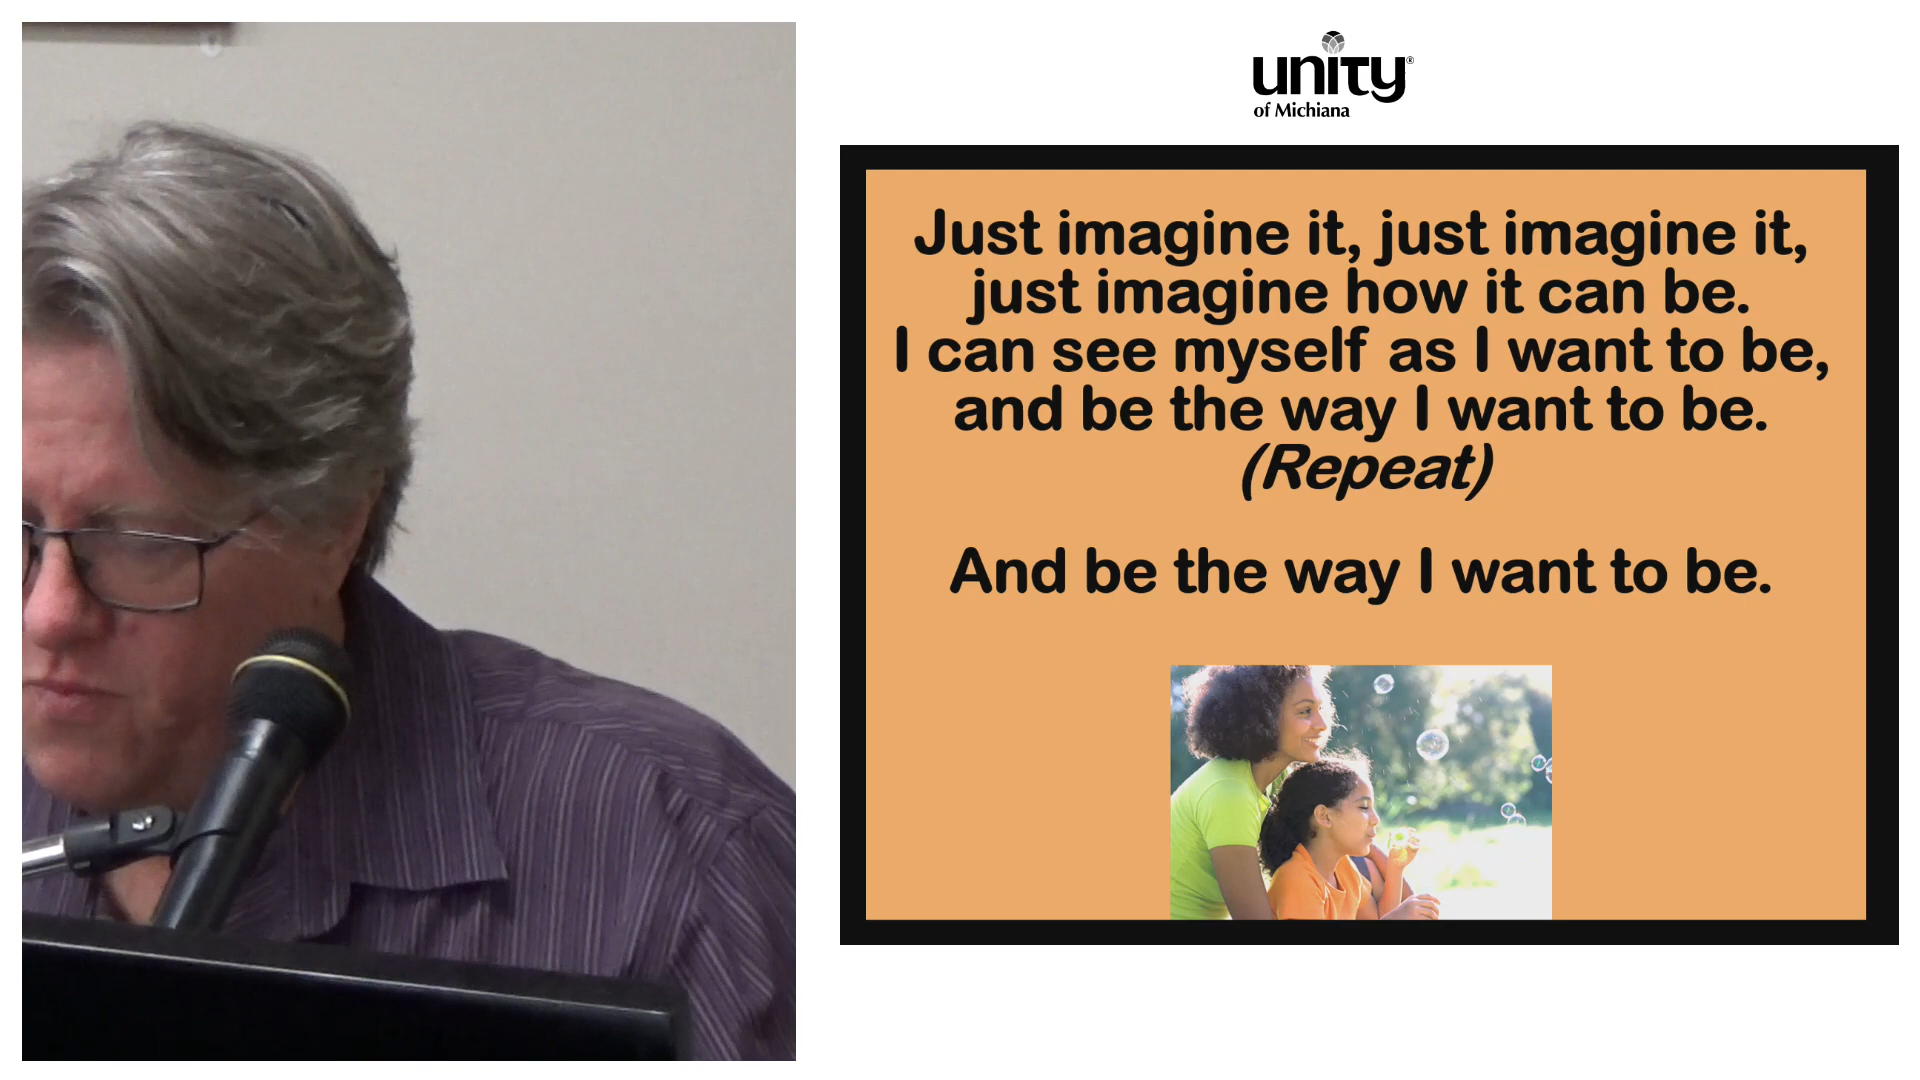 unity®
of Michiana
Just imagine it, just imagine it,
just imagine how it can be.
I can see myself as I want to be,
and be the way I want to be.
(Repeat)
And be the way I want to be.